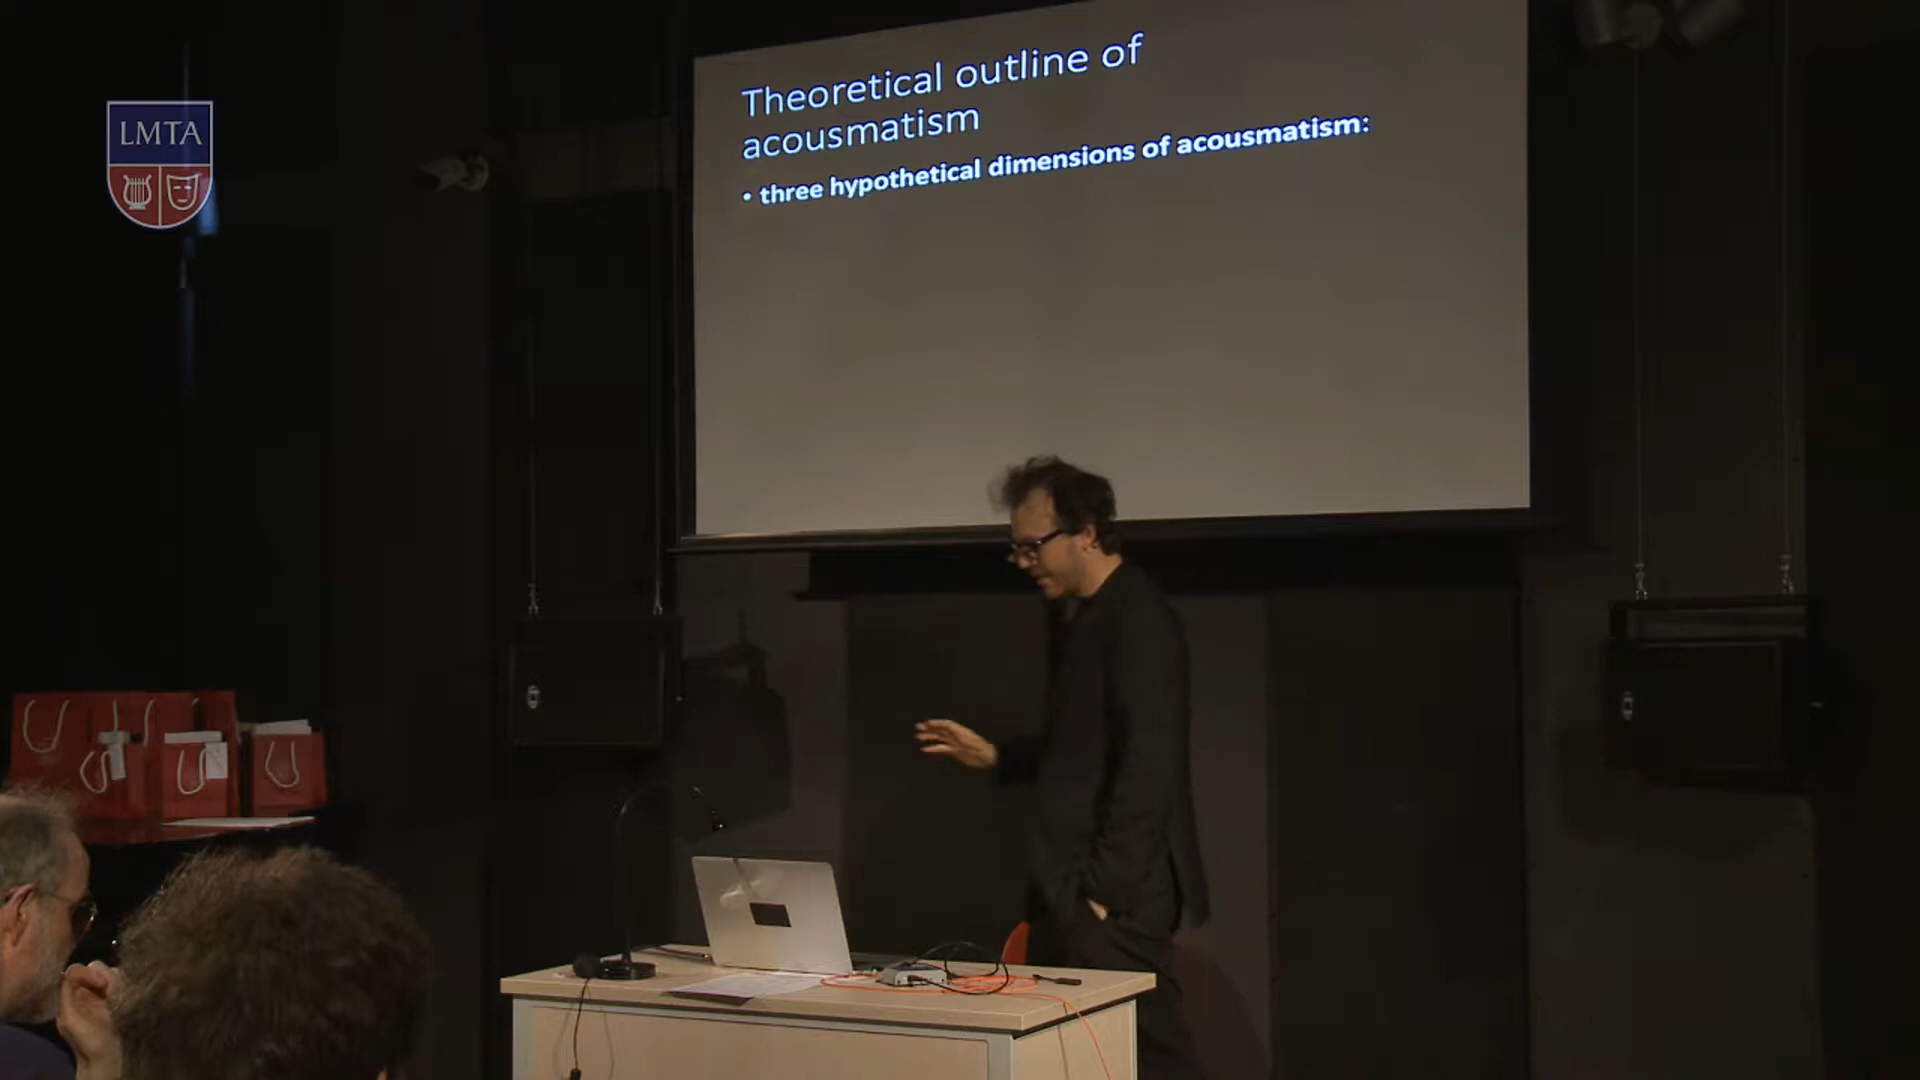 LMTA
Theoretical outline of
acousmatism
• three hypothetical dimensions of acousmatism: